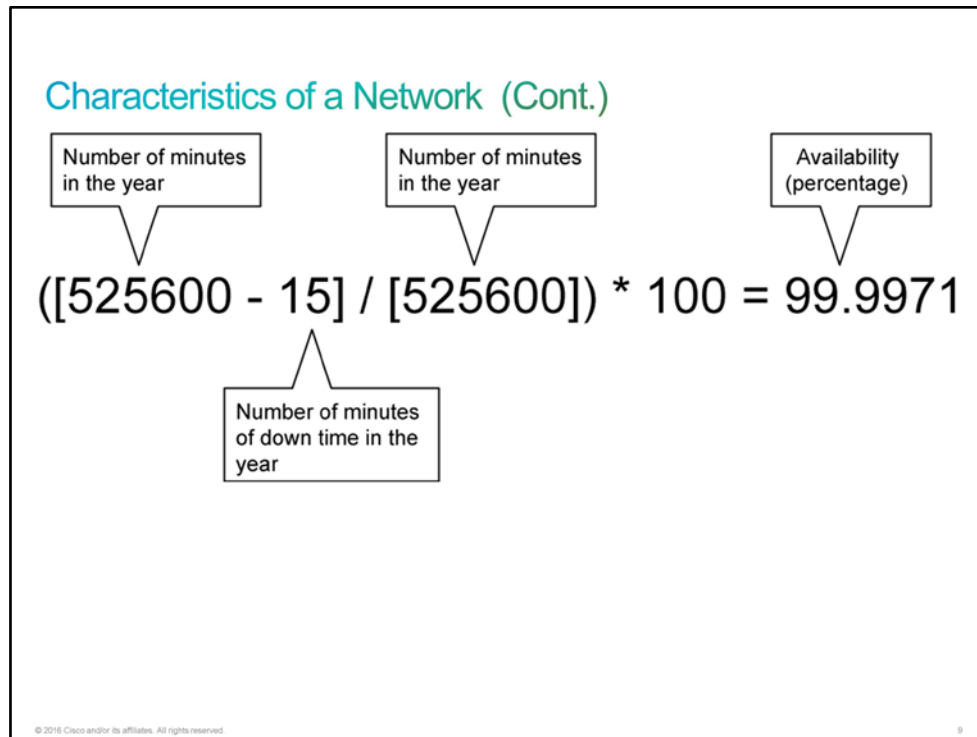 Characteristics of a Network (Cont.)
Number of minutes
in the year
Number of minutes
in the year
Availability
(percentage)
([525600 - 15] / [525600]) * 100 = 99.9971
Number of minutes
of down time in the
year
© 2016 Cisco and/or its affiliates. All rights reserved.
9